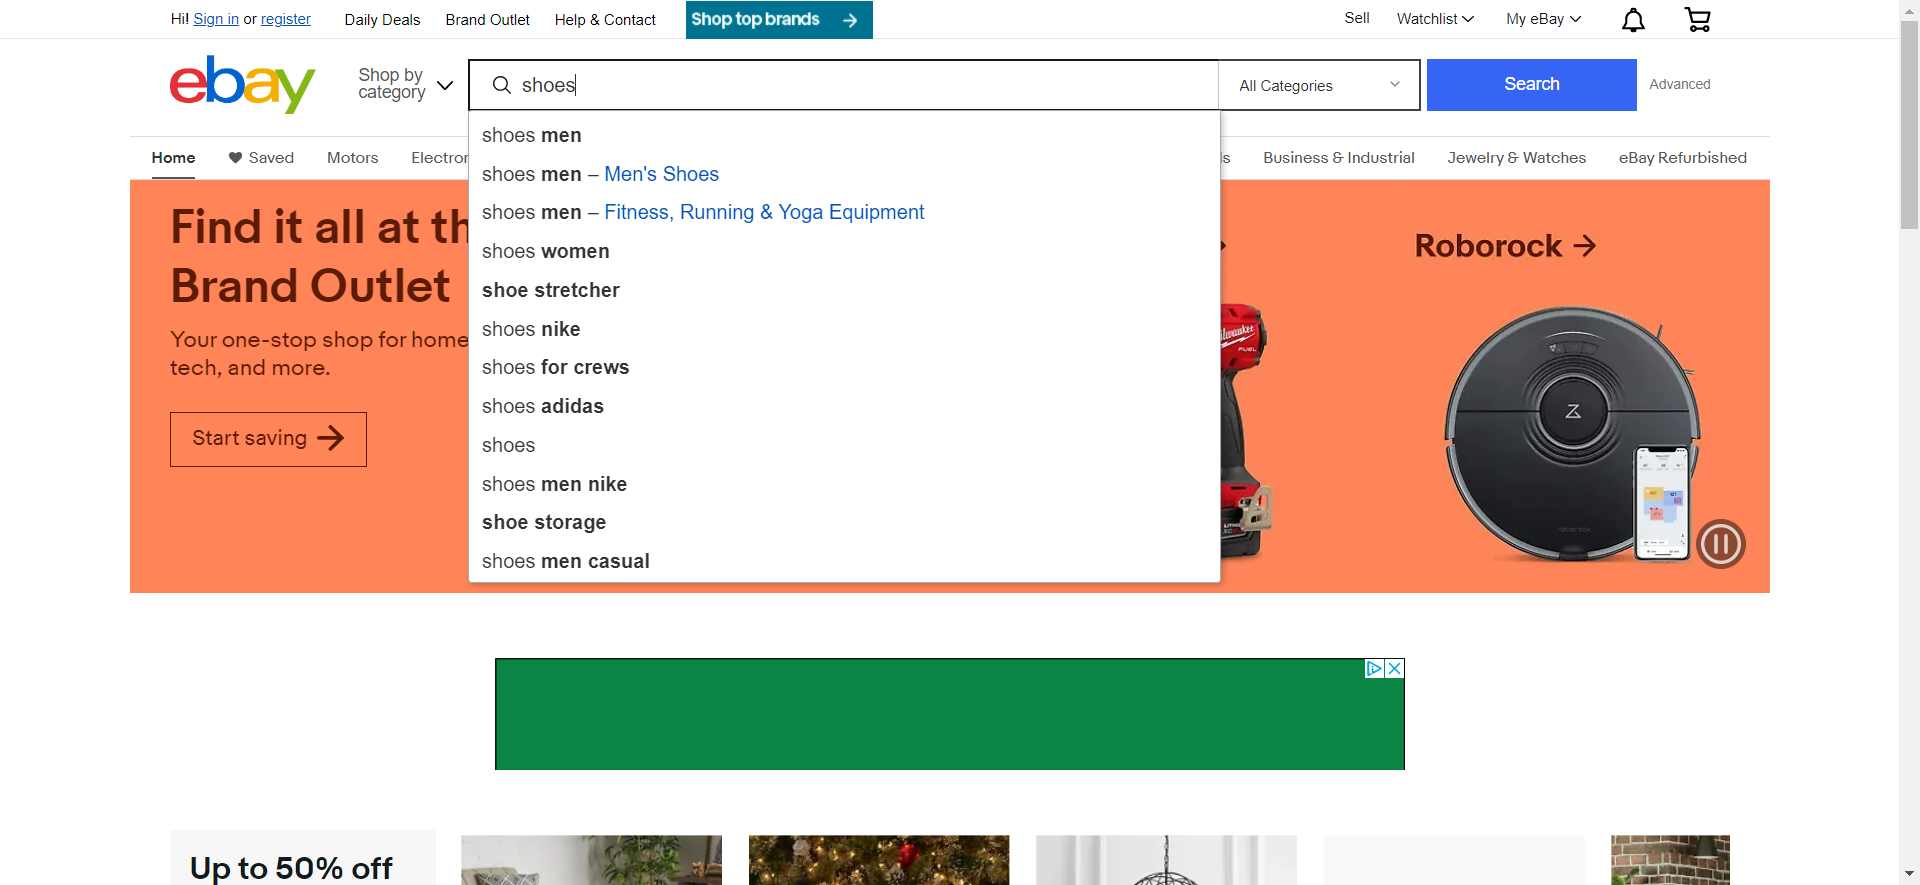 Hi! Sign in or register
Daily Deals
Brand Outlet
Help & Contact
Shop top brands
Sell
Watchlist
My eBay
ebay
Shop by
category
shoes
All Categories
Search
Advanced
Home
Saved
Motors
Electror
ls
Business & Industrial
Jewelry & Watches
eBay Refurbished
shoes men
shoes men – Men's Shoes
shoes men – Fitness, Running & Yoga Equipment
shoes women
shoe stretcher
shoes nike
shoes for crews
shoes adidas
shoes
shoes men nike
shoe storage
shoes men casual
Find it all at th
Brand Outlet
Your one-stop shop for home
tech, and more.
Start saving
Roborock
Milwaukee
FUEL
roborock
Up to 50% off